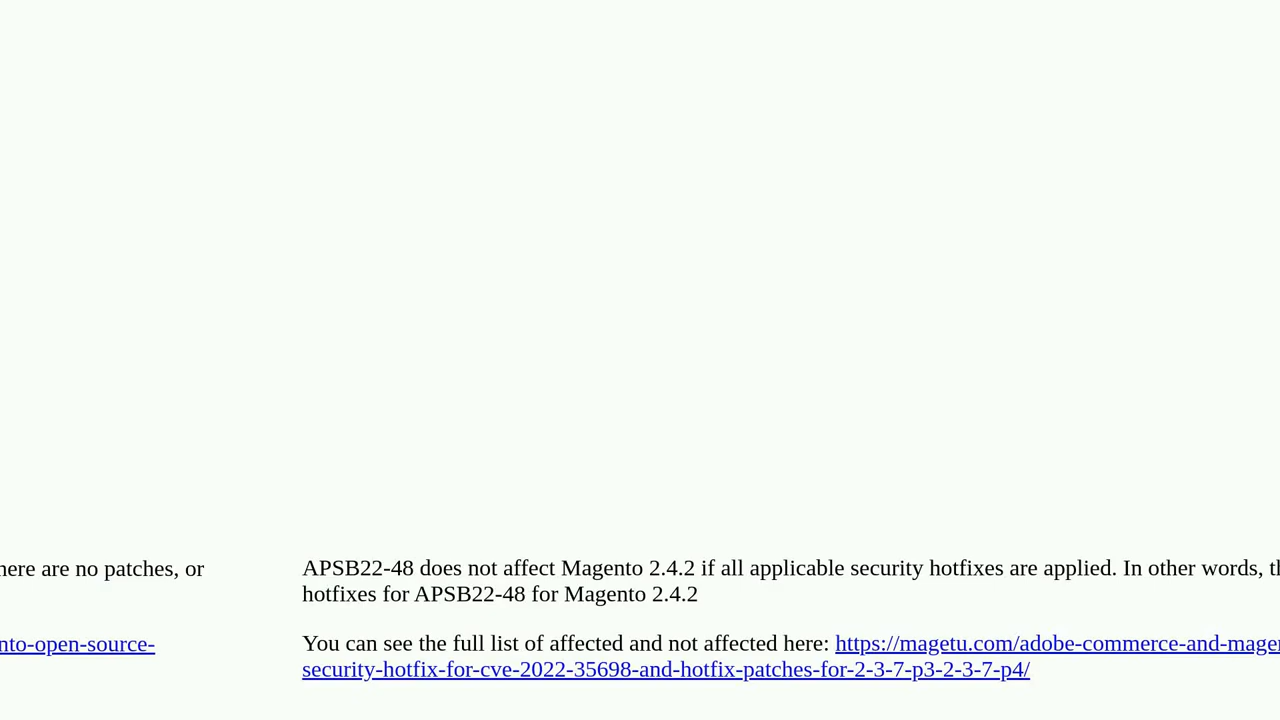 here are no patches, or
nto-open-source-
APSB22-48 does not affect Magento 2.4.2 if all applicable security hotfixes are applied. In other words,
hotfixes for APSB22-48 for Magento 2.4.2
You can see the full list of affected and not affected here: https://magetu.com/adobe-commerce-and-mage
security-hotfix-for-cve-2022-35698-and-hotfix-patches-for-2-3-7-p3-2-3-7-p4/